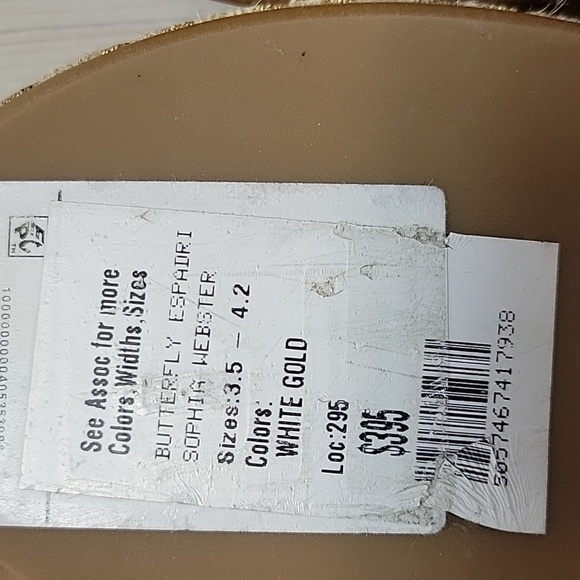 See Assoc for more
Colors,Widths,Sizes
BUTTERFLY ESPADRI
SOPHIA WEBSTER
Sizes:3.5 - 4.2
Colors:
WHITE GOLD
Loc:295
$395
5057467417938